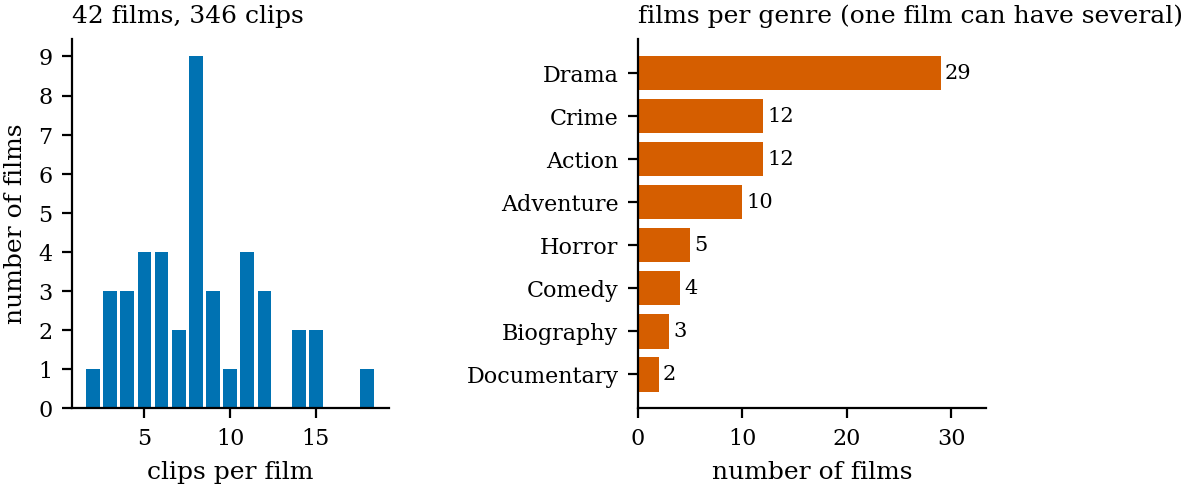 42 films, 346 clips
number of films
9
8
7
6
5
4
3
2
1
0
5
10
15
clips per film
films per genre (one film can have several)
Drama
29
Crime
12
Action
12
Adventure
10
Horror
5
Comedy
4
Biography
3
Documentary
2
0
10
20
30
number of films